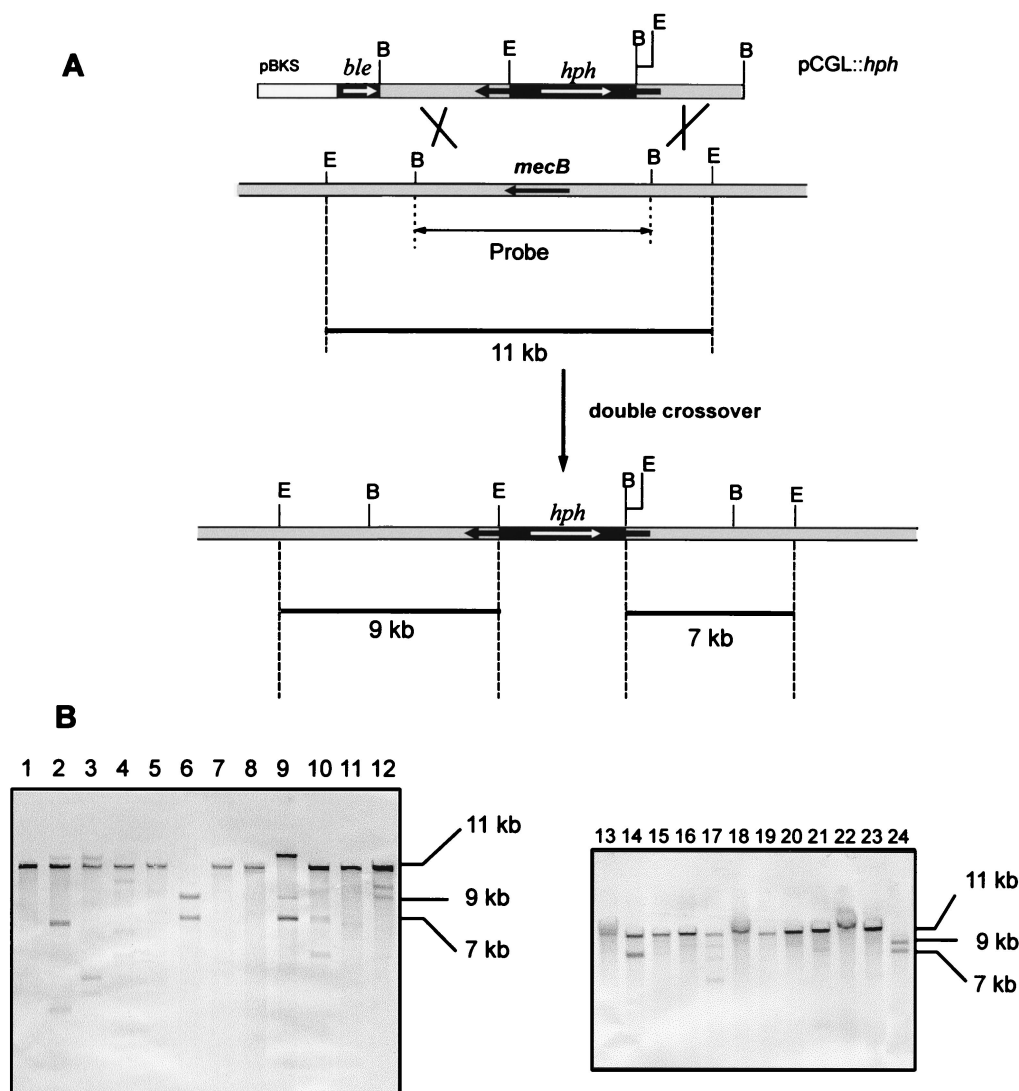 A
pBKS
ble
B
E
hph
B
E
B
pCGL::hph
E
B
mecB
B
E
Probe
11 kb
double crossover
E
B
E
hph
B
E
B
E
9 kb
7 kb
B
1 2 3 4 5 6 7 8 9 10 11 12
11 kb
9 kb
7 kb
13 14 15 16 17 18 19 20 21 22 23 24
11 kb
9 kb
7 kb